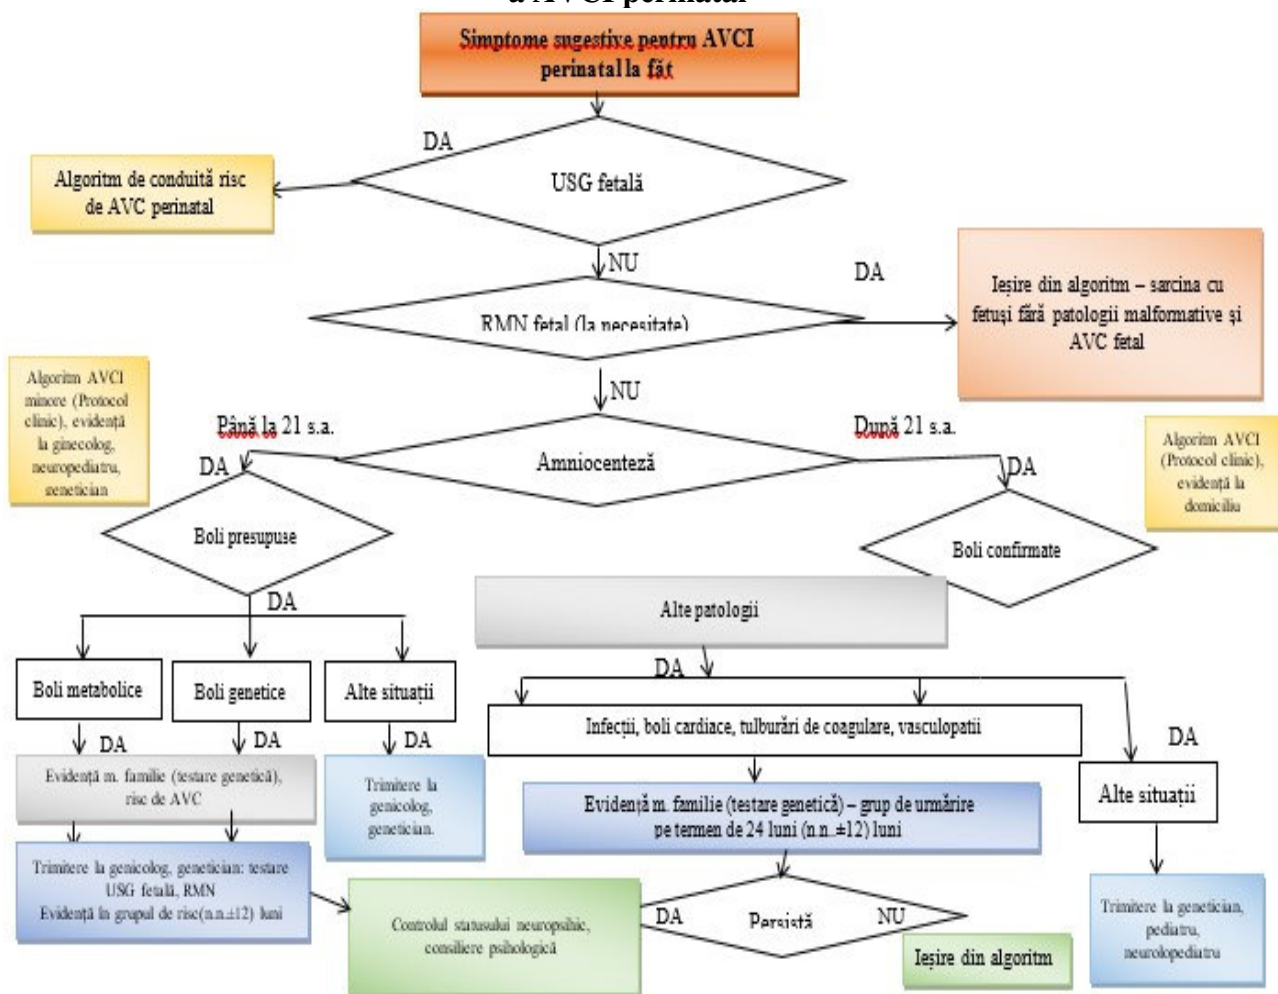 a AVCI perinatal
Simptome sugestive pentru AVCI
perinatal la făt
DA
USG fetală
Algoritm de conduită risc
de AVC perinatal
NU
DA
RMN fetal (la necesitate)
Ieșire din algoritm – sarcina cu
fetuși fără patologii malformative și
AVC fetal
NU
Algoritm AVCI
minore (Protocol
clinic), evidență
la ginecolog,
neuropediatru,
genetician
Până la 21 s.a.
După 21 s.a.
Amniocenteză
Algoritm AVCI
(Protocol clinic),
evidență la
domiciliu
DA
DA
Boli presupuse
Boli confirmate
DA
Alte patologii
DA
Boli metabolice
Boli genetice
Alte situații
Infecții, boli cardiace, tulburări de coagulare, vasculopatii
DA
DA
DA
DA
Evidență m. familie (testare genetică),
risc de AVC
Trimitere la
genicolog,
genetician.
Evidență m. familie (testare genetică) – grup de urmărire
pe termen de 24 luni (n.n..±12) luni
Alte situații
Trimitere la genicolog, genetician: testare
USG fetală, RMN
Evidență în grupul de risc(n.n.±12) luni
Controlul statusului neuropsihic,
consiliere psihologică
DA
Persistă
NU
Ieșire din algoritm
Trimitere la genetician,
pediatru,
neurolopediatru